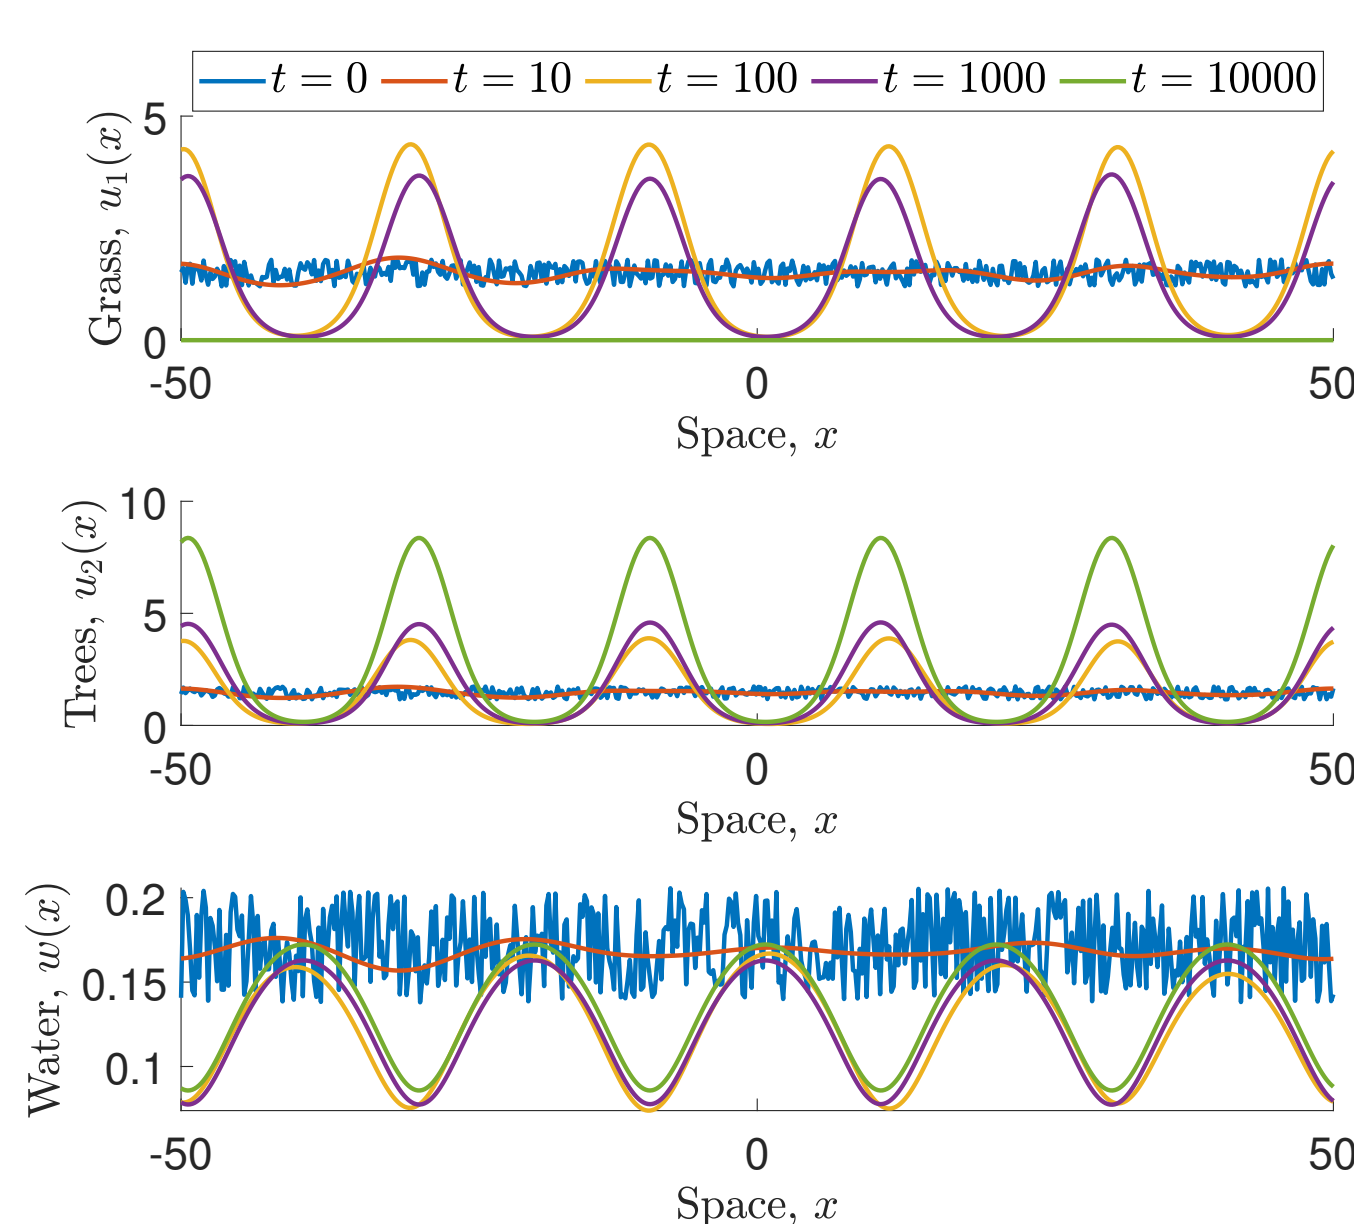 t = 0 t = 10 t = 100 t = 1000 t = 10000
Grass, u₁(x)
5
0
-50 0 50
Space, x
Trees, u₂(x)
10
5
0
-50 0 50
Space, x
Water, w(x)
0.2
0.15
0.1
-50 0 50
Space, x